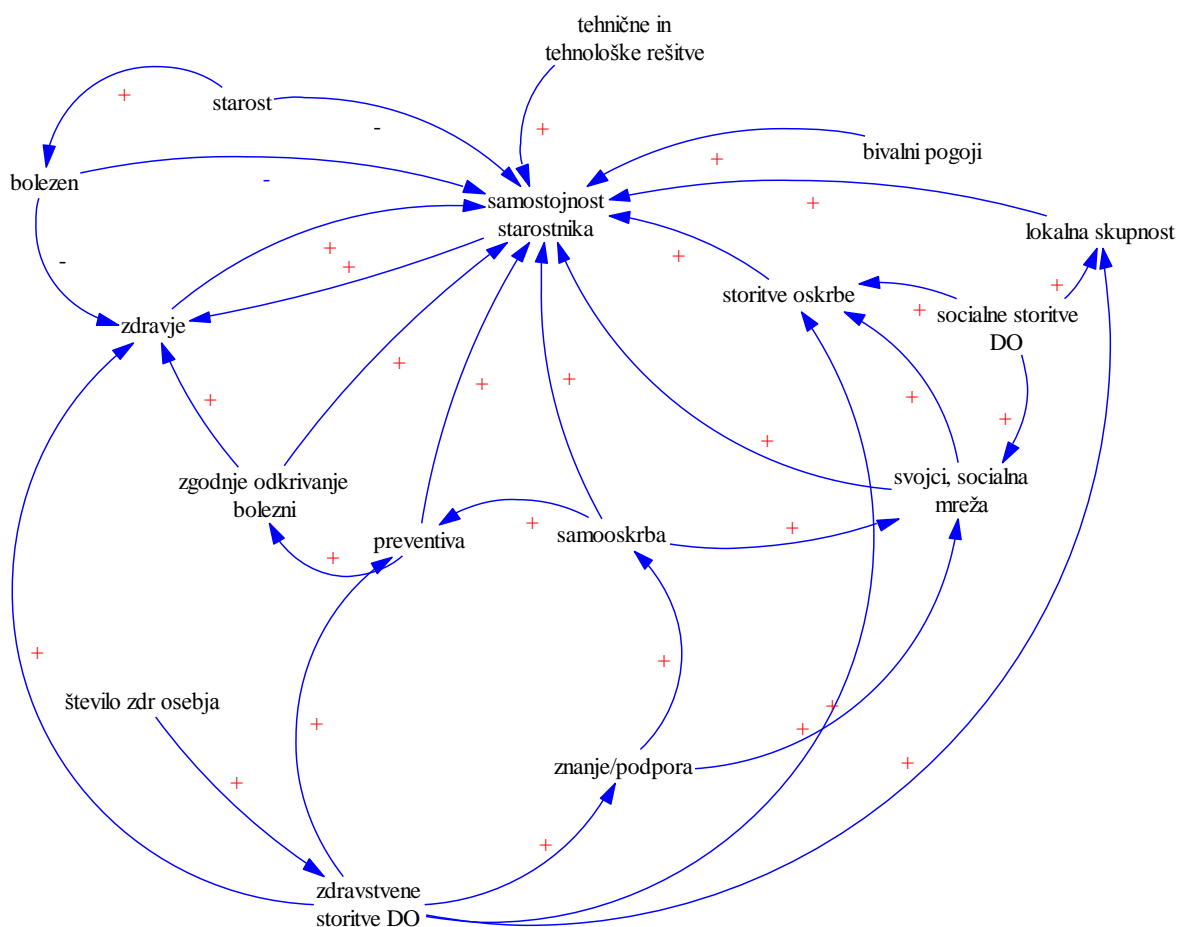 tehnične in
tehnološke rešitve
+
starost
+
-
+
bivalni pogoji
bolezen
-
+
samostojnost
starostnika
+
lokalna skupnost
-
+
+
+
storitve oskrbe
+
+
socialne storitve
DO
zdravje
+
+
+
+
+
+
+
+
zgodnje odkrivanje
bolezni
svojci, socialna
mreža
preventiva
+
samooskrba
+
+
+
+
število zdr osebja
+
+
+
znanje/podpora
+
+
+
zdravstvene
storitve DO